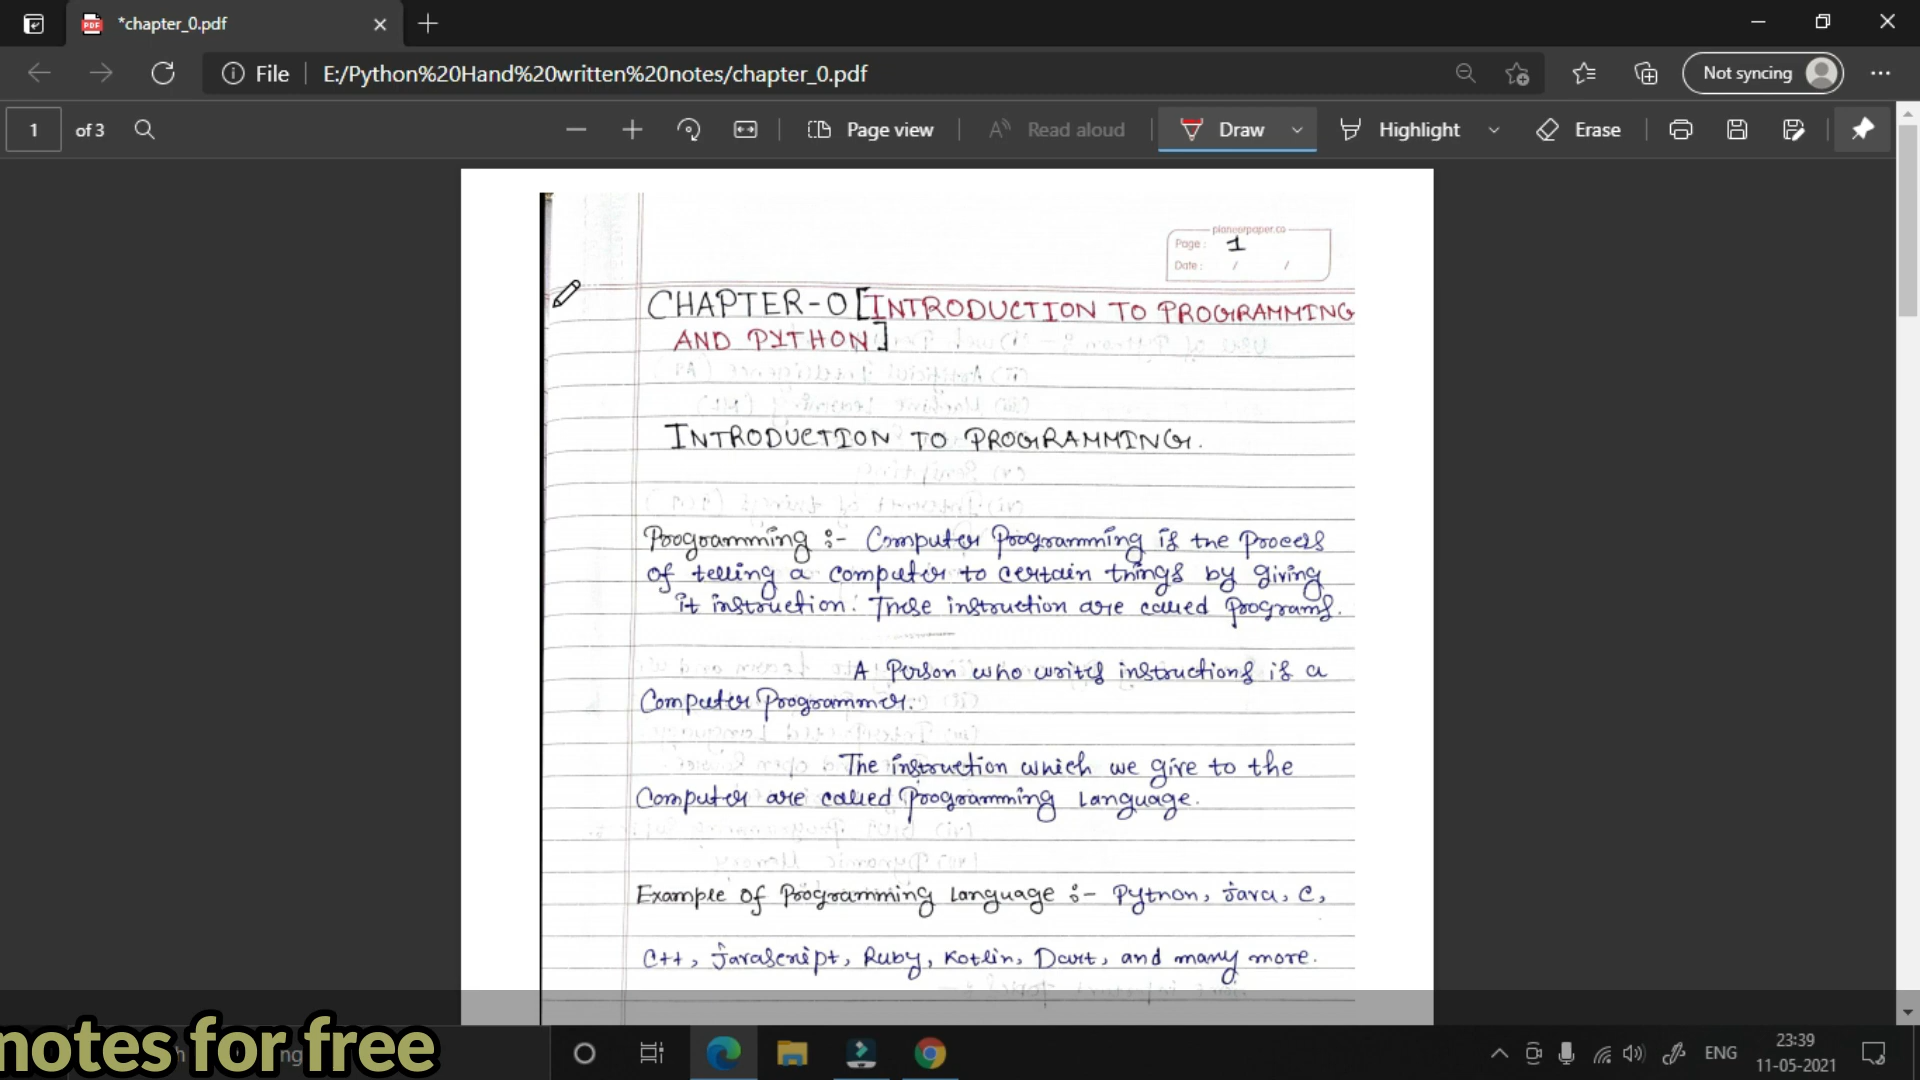 *chapter_0.pdf
File E:/Python%20Hand%20written%20notes/chapter_0.pdf Not syncing
1 of 3 Page view Read aloud Draw Highlight Erase
plannerpaper.ca
Page: 1
Date: / /
CHAPTER-0 [INTRODUCTION TO PROGRAMMING
AND PYTHON]
INTRODUCTION TO PROGRAMMING.
Programming :- Computer Programming is the Process
of telling a computer to certain things by giving
it instruction. These instruction are called programs.
A Person who writes instructions is a
Computer Programmer.
The instruction which we give to the
Computer are called Programming Language.
Example of Programming Language :- Python, Java, C,
C++, JavaScript, Ruby, Kotlin, Dart, and many more.
notes for free
ENG 23:39
11-05-2021